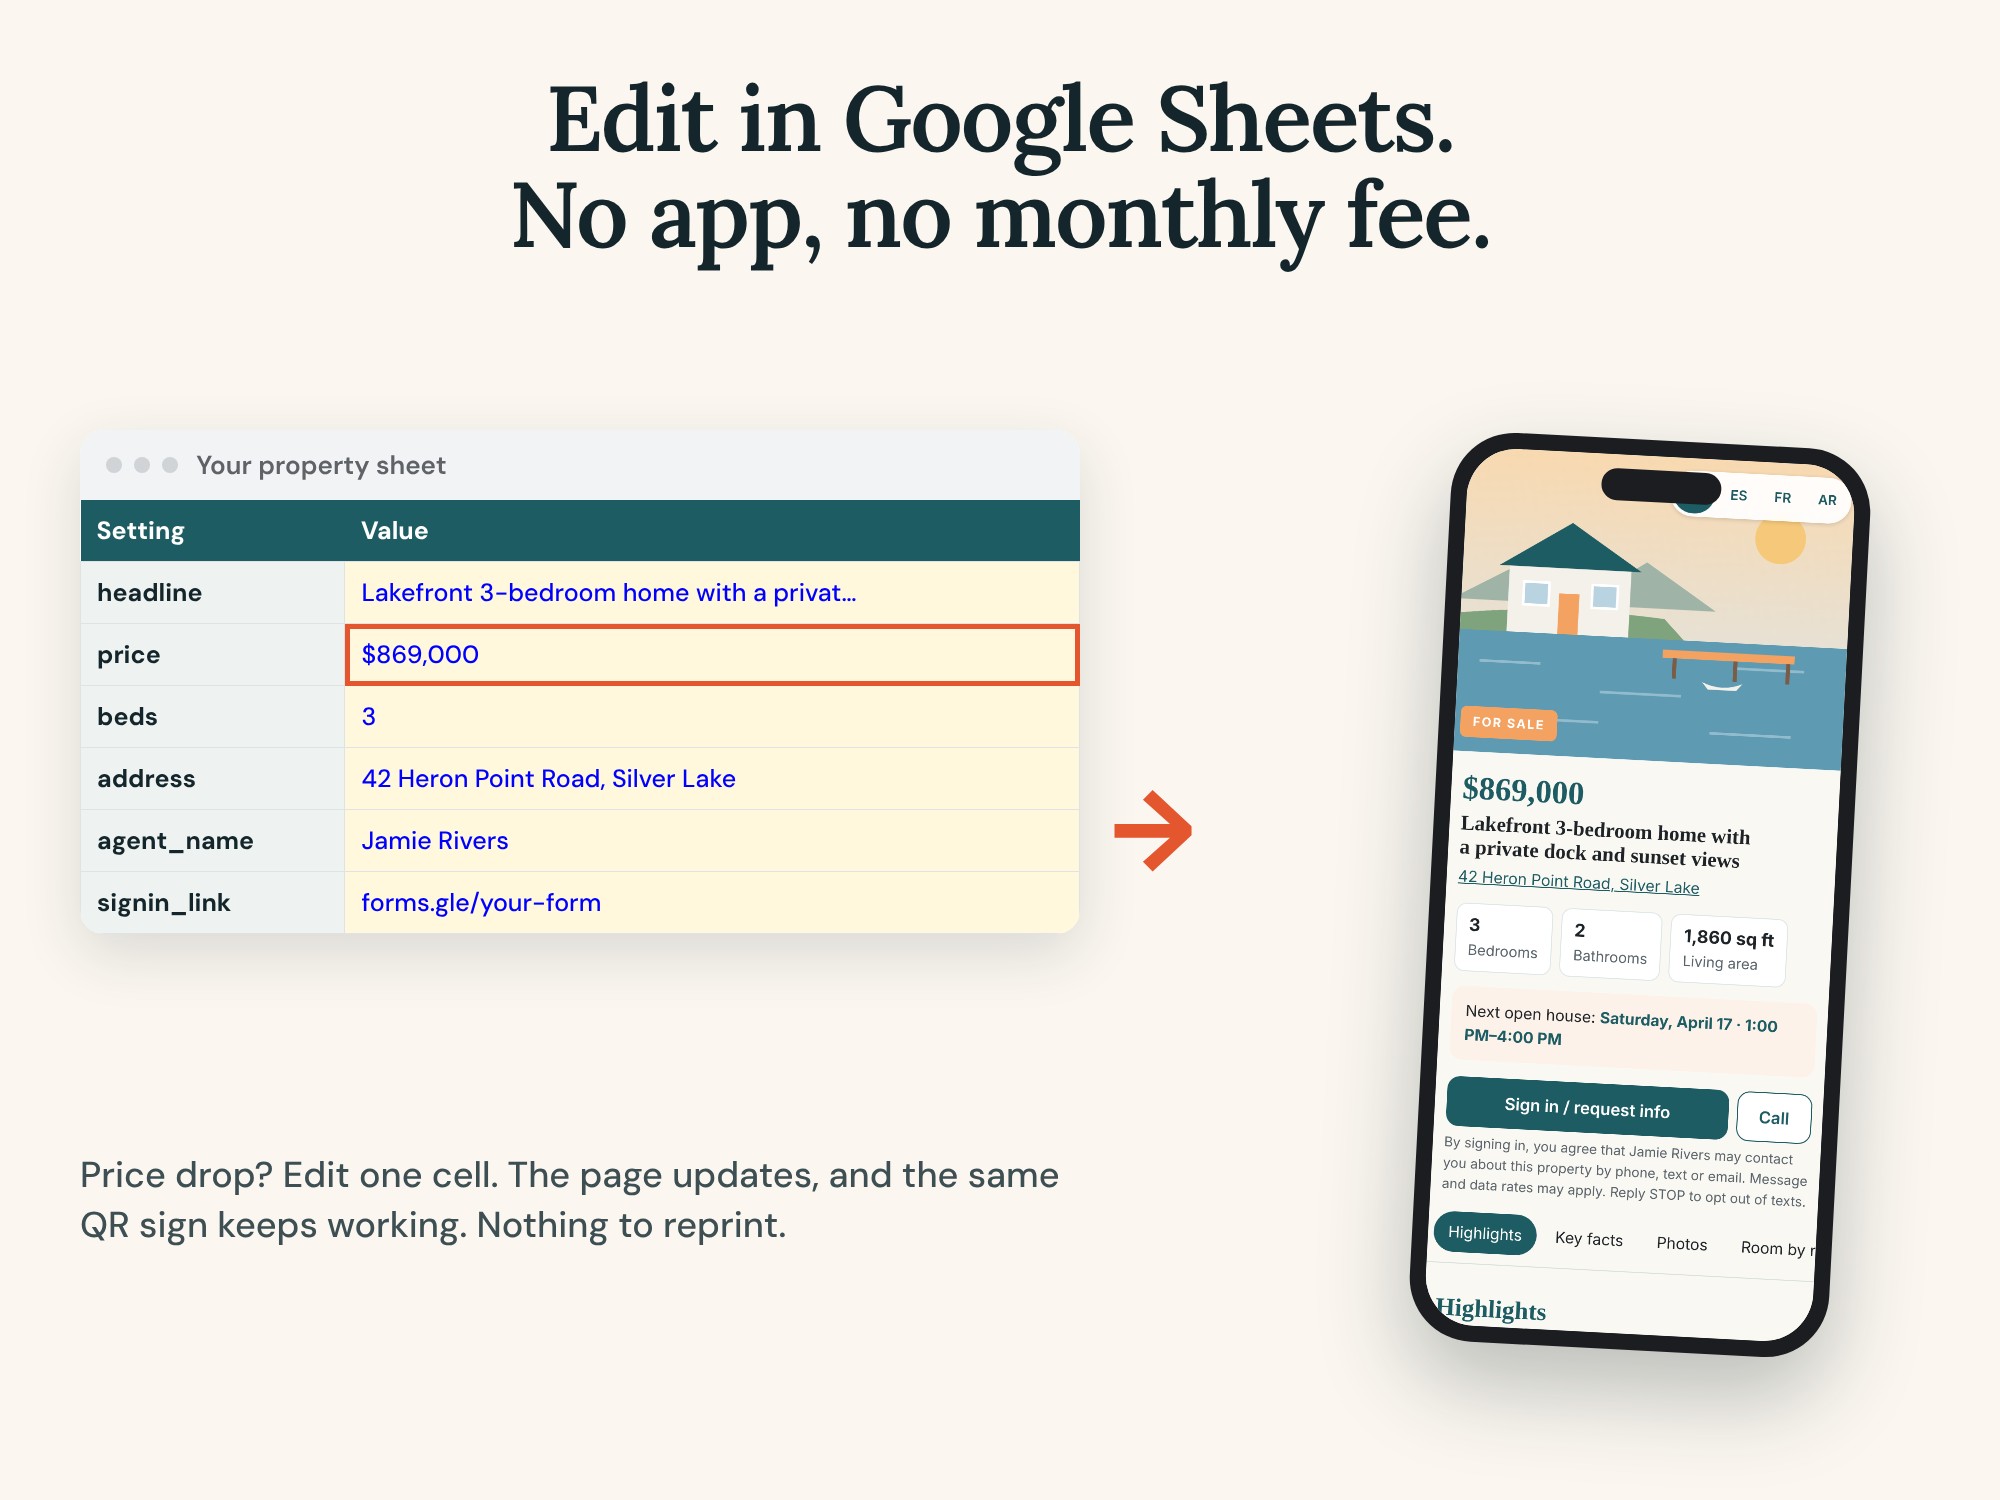 Edit in Google Sheets.
No app, no monthly fee.
Your property sheet
Setting Value
headline Lakefront 3-bedroom home with a privat...
price $869,000
beds 3
address 42 Heron Point Road, Silver Lake
agent_name Jamie Rivers
signin_link forms.gle/your-form
Price drop? Edit one cell. The page updates, and the same
QR sign keeps working. Nothing to reprint.
ES FR AR
FOR SALE
$869,000
Lakefront 3-bedroom home with
a private dock and sunset views
42 Heron Point Road, Silver Lake
3 2 1,860 sq ft
Bedrooms Bathrooms Living area
Next open house: Saturday, April 17 · 1:00
PM–4:00 PM
Sign in / request info Call
By signing in, you agree that Jamie Rivers may contact
you about this property by phone, text or email. Message
and data rates may apply. Reply STOP to opt out of texts.
Highlights Key facts Photos Room by r
Highlights